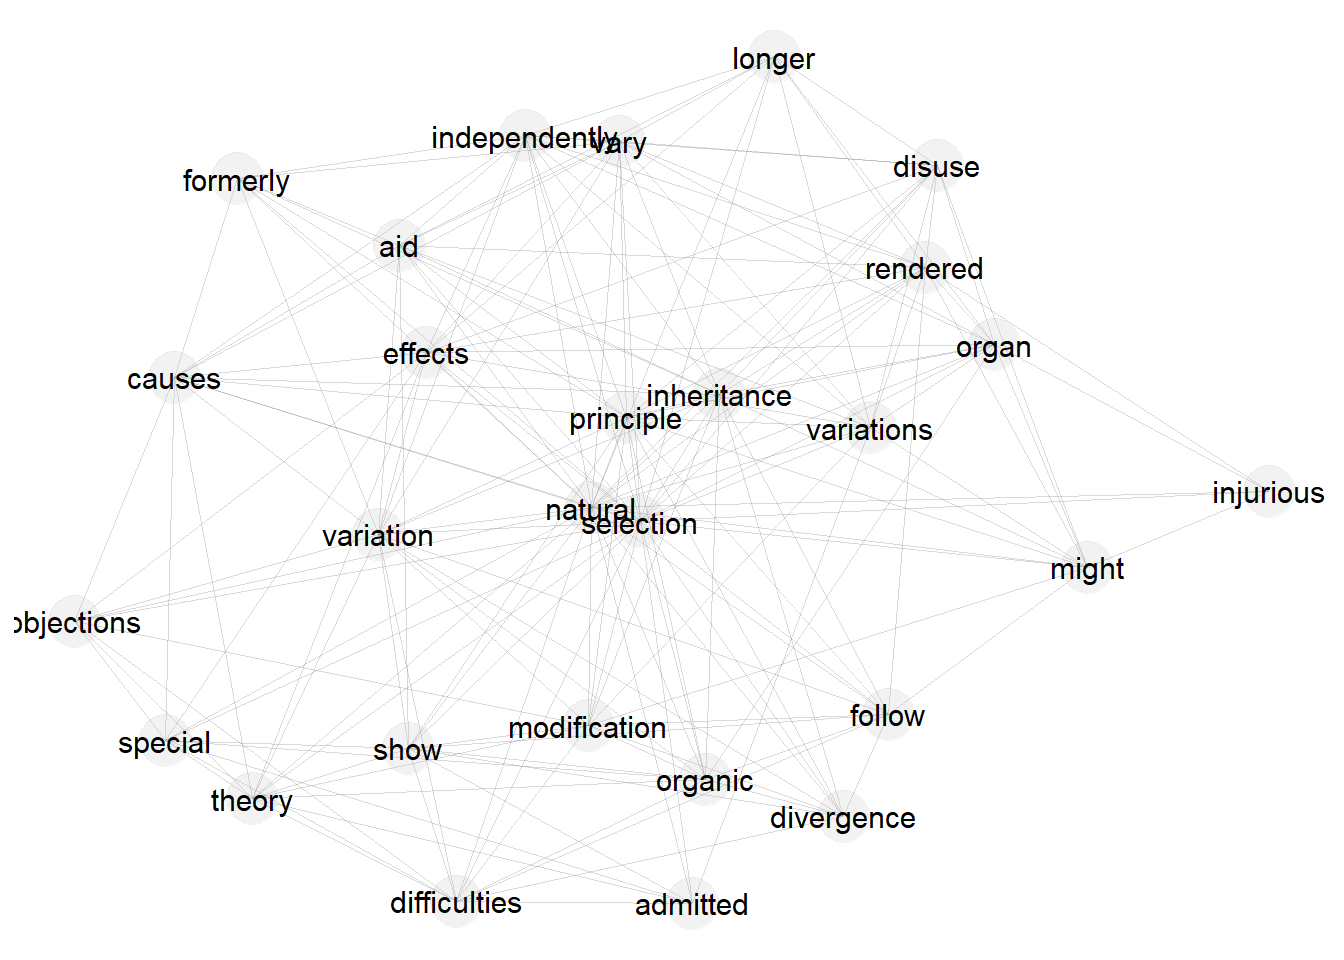 longer
independently
vary
disuse
formerly
aid
rendered
organ
effects
causes
inheritance
principle
variations
injurious
natural
selection
variation
might
objections
follow
modification
special
show
organic
theory
divergence
difficulties
admitted